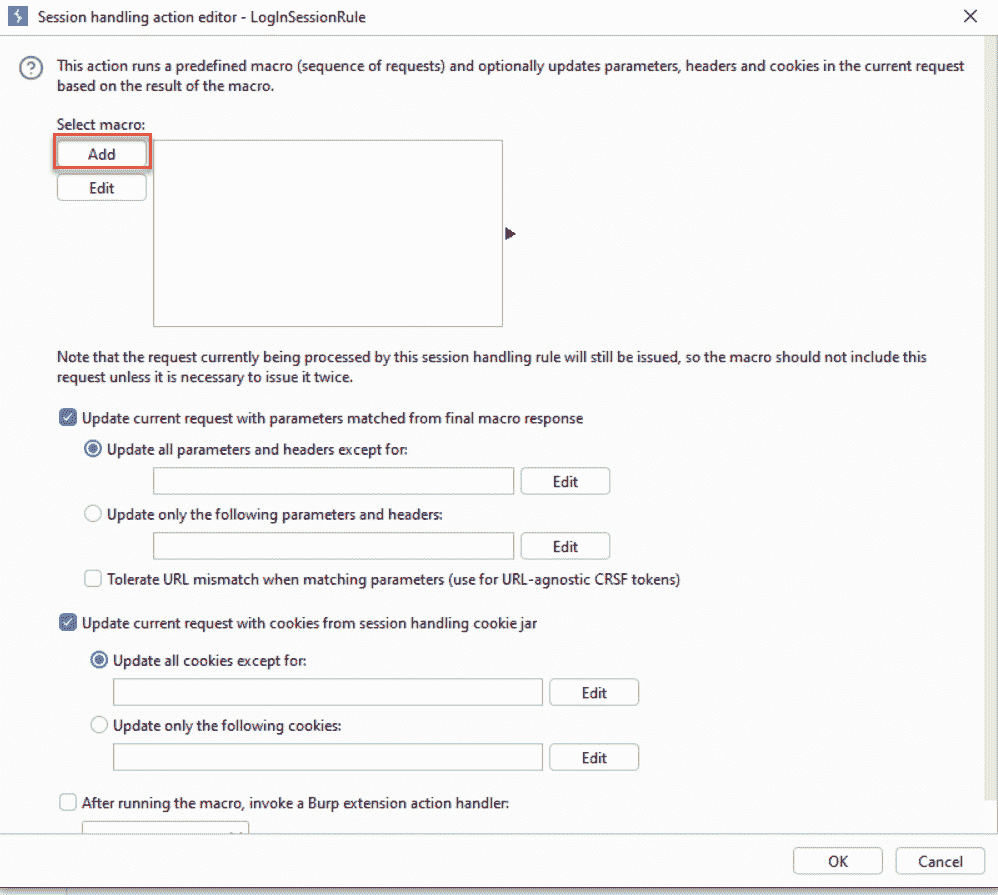 Session handling action editor - LogInSessionRule
This action runs a predefined macro (sequence of requests) and optionally updates parameters, headers and cookies in the current request
based on the result of the macro.
Select macro:
Add
Edit
Note that the request currently being processed by this session handling rule will still be issued, so the macro should not include this
request unless it is necessary to issue it twice.
Update current request with parameters matched from final macro response
Update all parameters and headers except for:
Edit
Update only the following parameters and headers:
Edit
Tolerate URL mismatch when matching parameters (use for URL-agnostic CRSF tokens)
Update current request with cookies from session handling cookie jar
Update all cookies except for:
Edit
Update only the following cookies:
Edit
After running the macro, invoke a Burp extension action handler:
OK
Cancel